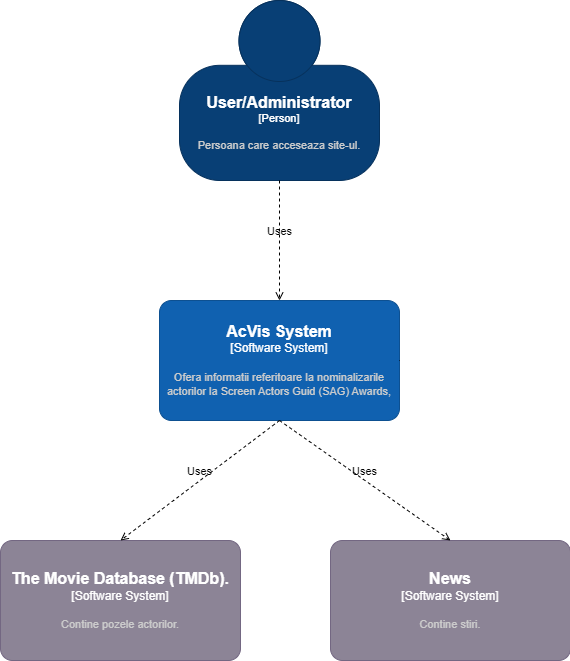 User/Administrator
[Person]
Persoana care acceseaza site-ul.
Uses
AcVis System
[Software System]
Ofera informatii referitoare la nominalizarile
actorilor la Screen Actors Guid (SAG) Awards,
Uses
Uses
The Movie Database (TMDb).
[Software System]
Contine pozele actorilor.
News
[Software System]
Contine stiri.